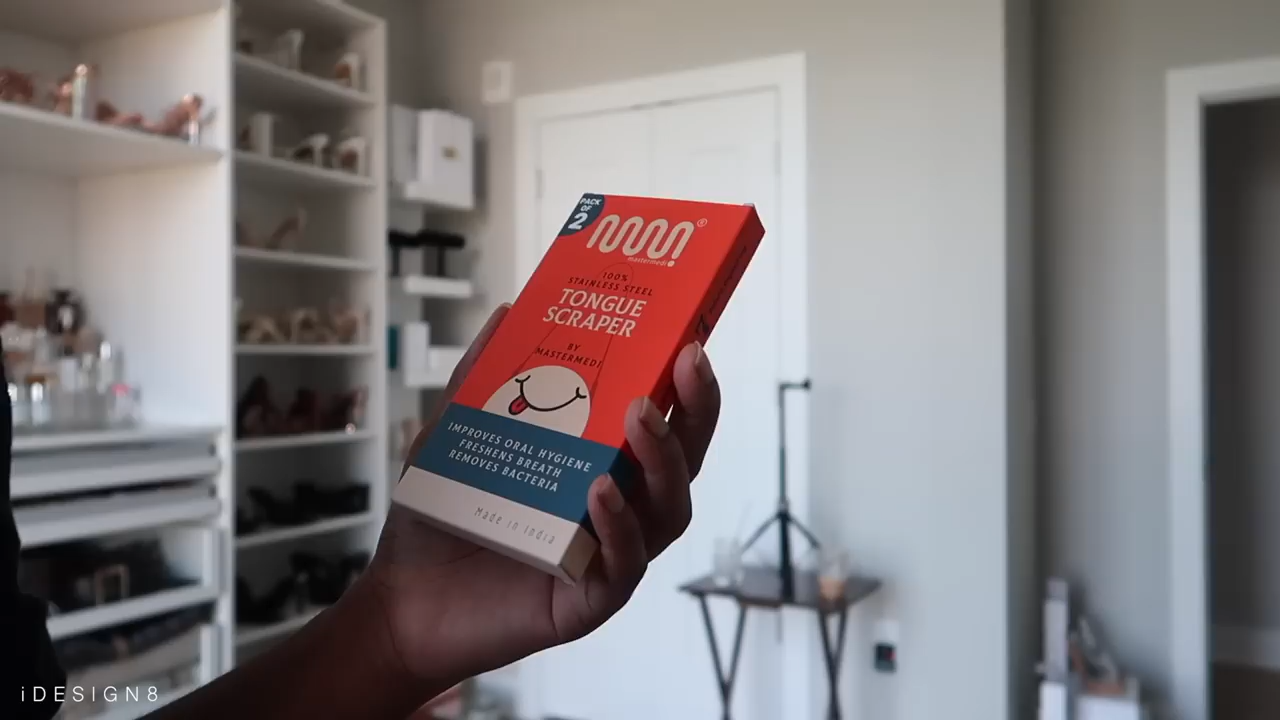 PACK
OF
2
mastermedi
100%
STAINLESS STEEL
TONGUE
SCRAPER
BY
MASTERMEDI
IMPROVES ORAL HYGIENE
FRESHENS BREATH
REMOVES BACTERIA
Made in India
iDESIGN8